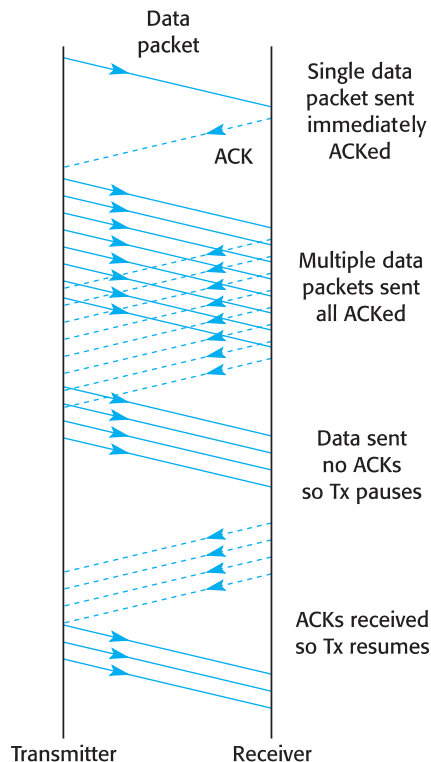 Data
packet
Single data
packet sent
immediately
ACKed
ACK
Multiple data
packets sent
all ACKed
Data sent
no ACKs
so Tx pauses
ACKs received
so Tx resumes
Transmitter
Receiver